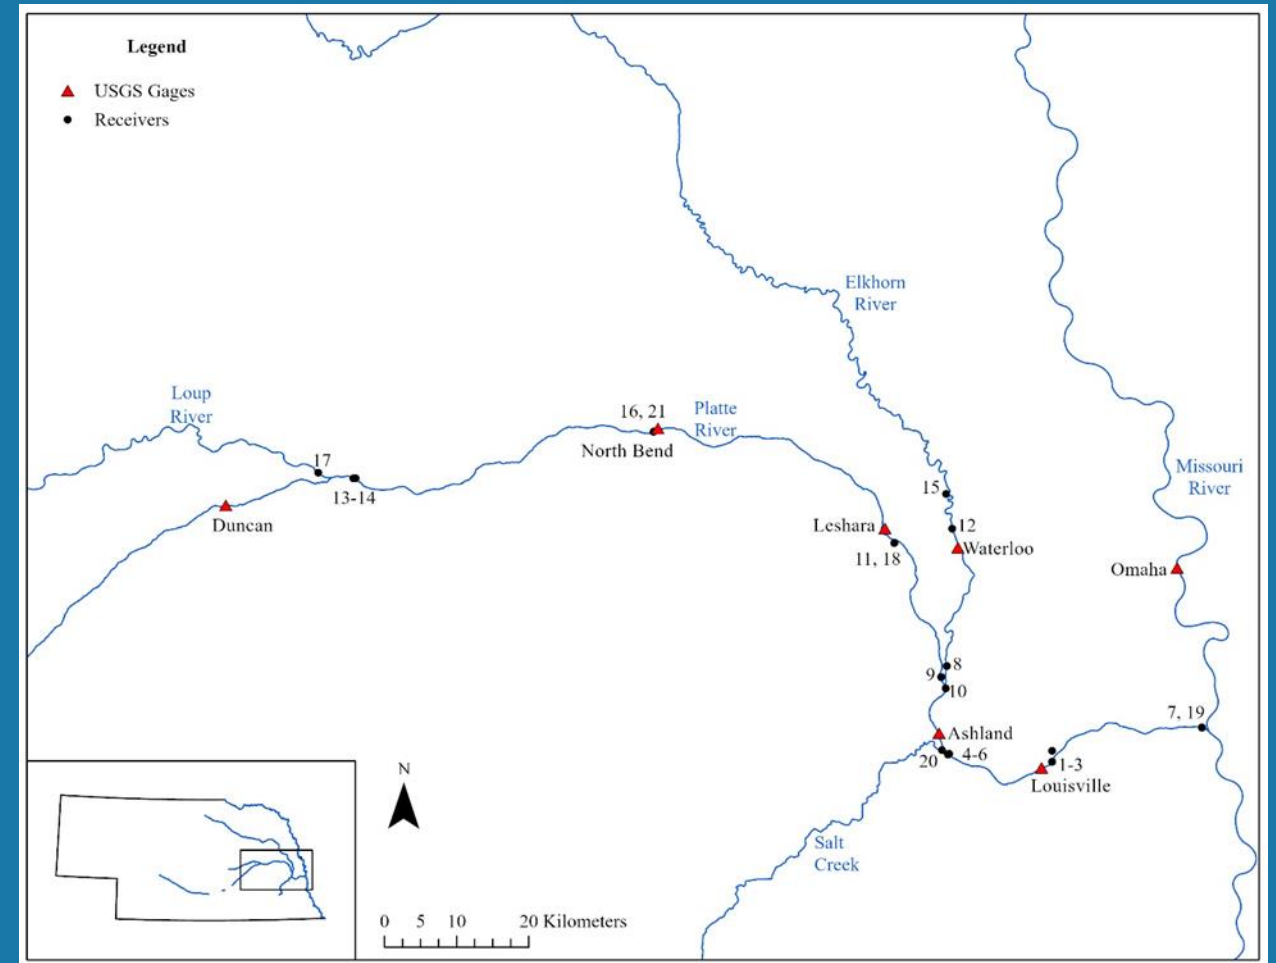 Legend
USGS Gages
Receivers
Elkhorn
River
Loup
River
16, 21
Platte
River
North Bend
17
13-14
Duncan
Missouri
River
15
12
Leshara
Waterloo
11, 18
Omaha
8
9
10
7, 19
Ashland
20
4-6
1-3
Louisville
N
Salt
Creek
0 5 10 20 Kilometers